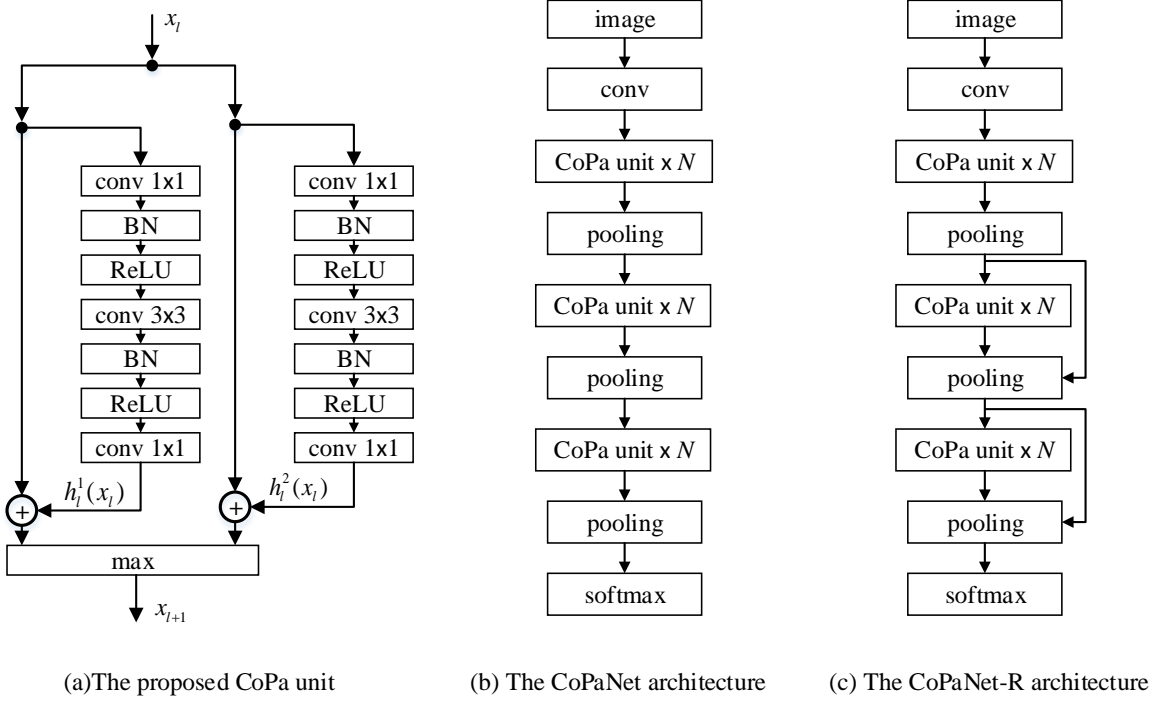 x_l
conv 1x1
BN
ReLU
conv 3x3
BN
ReLU
conv 1x1
h_l^1(x_l)
+
conv 1x1
BN
ReLU
conv 3x3
BN
ReLU
conv 1x1
h_l^2(x_l)
+
max
x_{l+1}
(a)The proposed CoPa unit
image
conv
CoPa unit x N
pooling
CoPa unit x N
pooling
CoPa unit x N
pooling
softmax
(b) The CoPaNet architecture
image
conv
CoPa unit x N
pooling
CoPa unit x N
pooling
CoPa unit x N
pooling
softmax
(c) The CoPaNet-R architecture